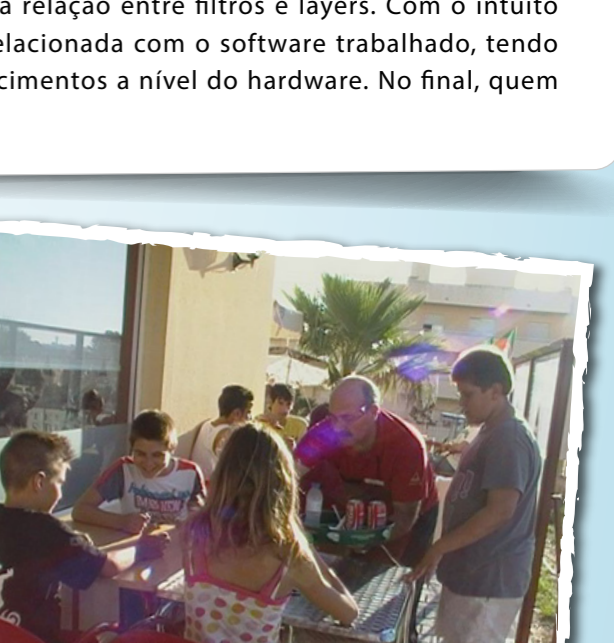 a relação entre filtros e layers. Com o intuito
elacionada com o software trabalhado, tendo
cimentos a nível do hardware. No final, quem